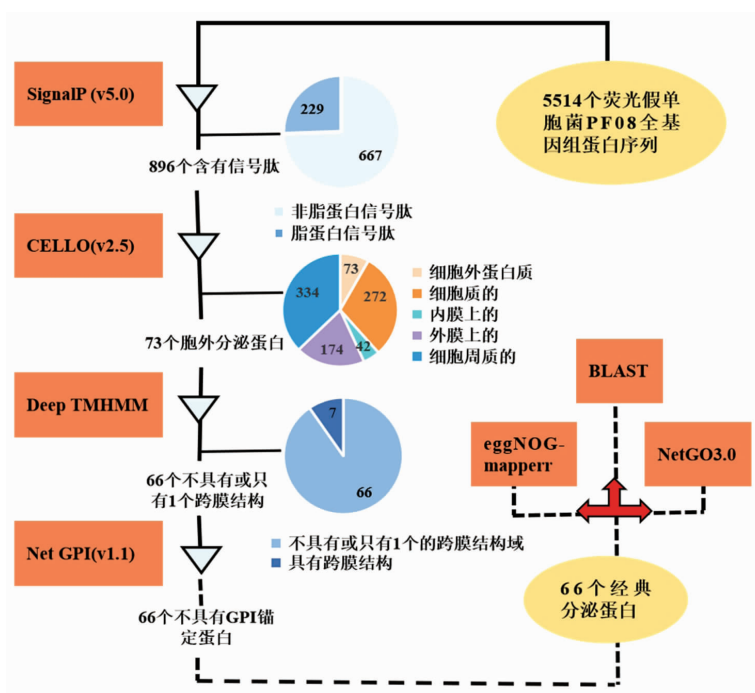 SignalP (v5.0)
229
667
5514个荧光假单
胞菌PF08全基
因组蛋白序列
896个含有信号肽
非脂蛋白信号肽
脂蛋白信号肽
CELLO(v2.5)
73
334
272
174
42
细胞外蛋白质
细胞质的
内膜上的
外膜上的
细胞周质的
73个胞外分泌蛋白
Deep TMHMM
7
66
66个不具有或只
有1个跨膜结构
不具有或只有1个的跨膜结构域
具有跨膜结构
BLAST
eggNOG-
mapperr
NetGO3.0
Net GPI(v1.1)
66个不具有GPI锚
定蛋白
66个经典
分泌蛋白